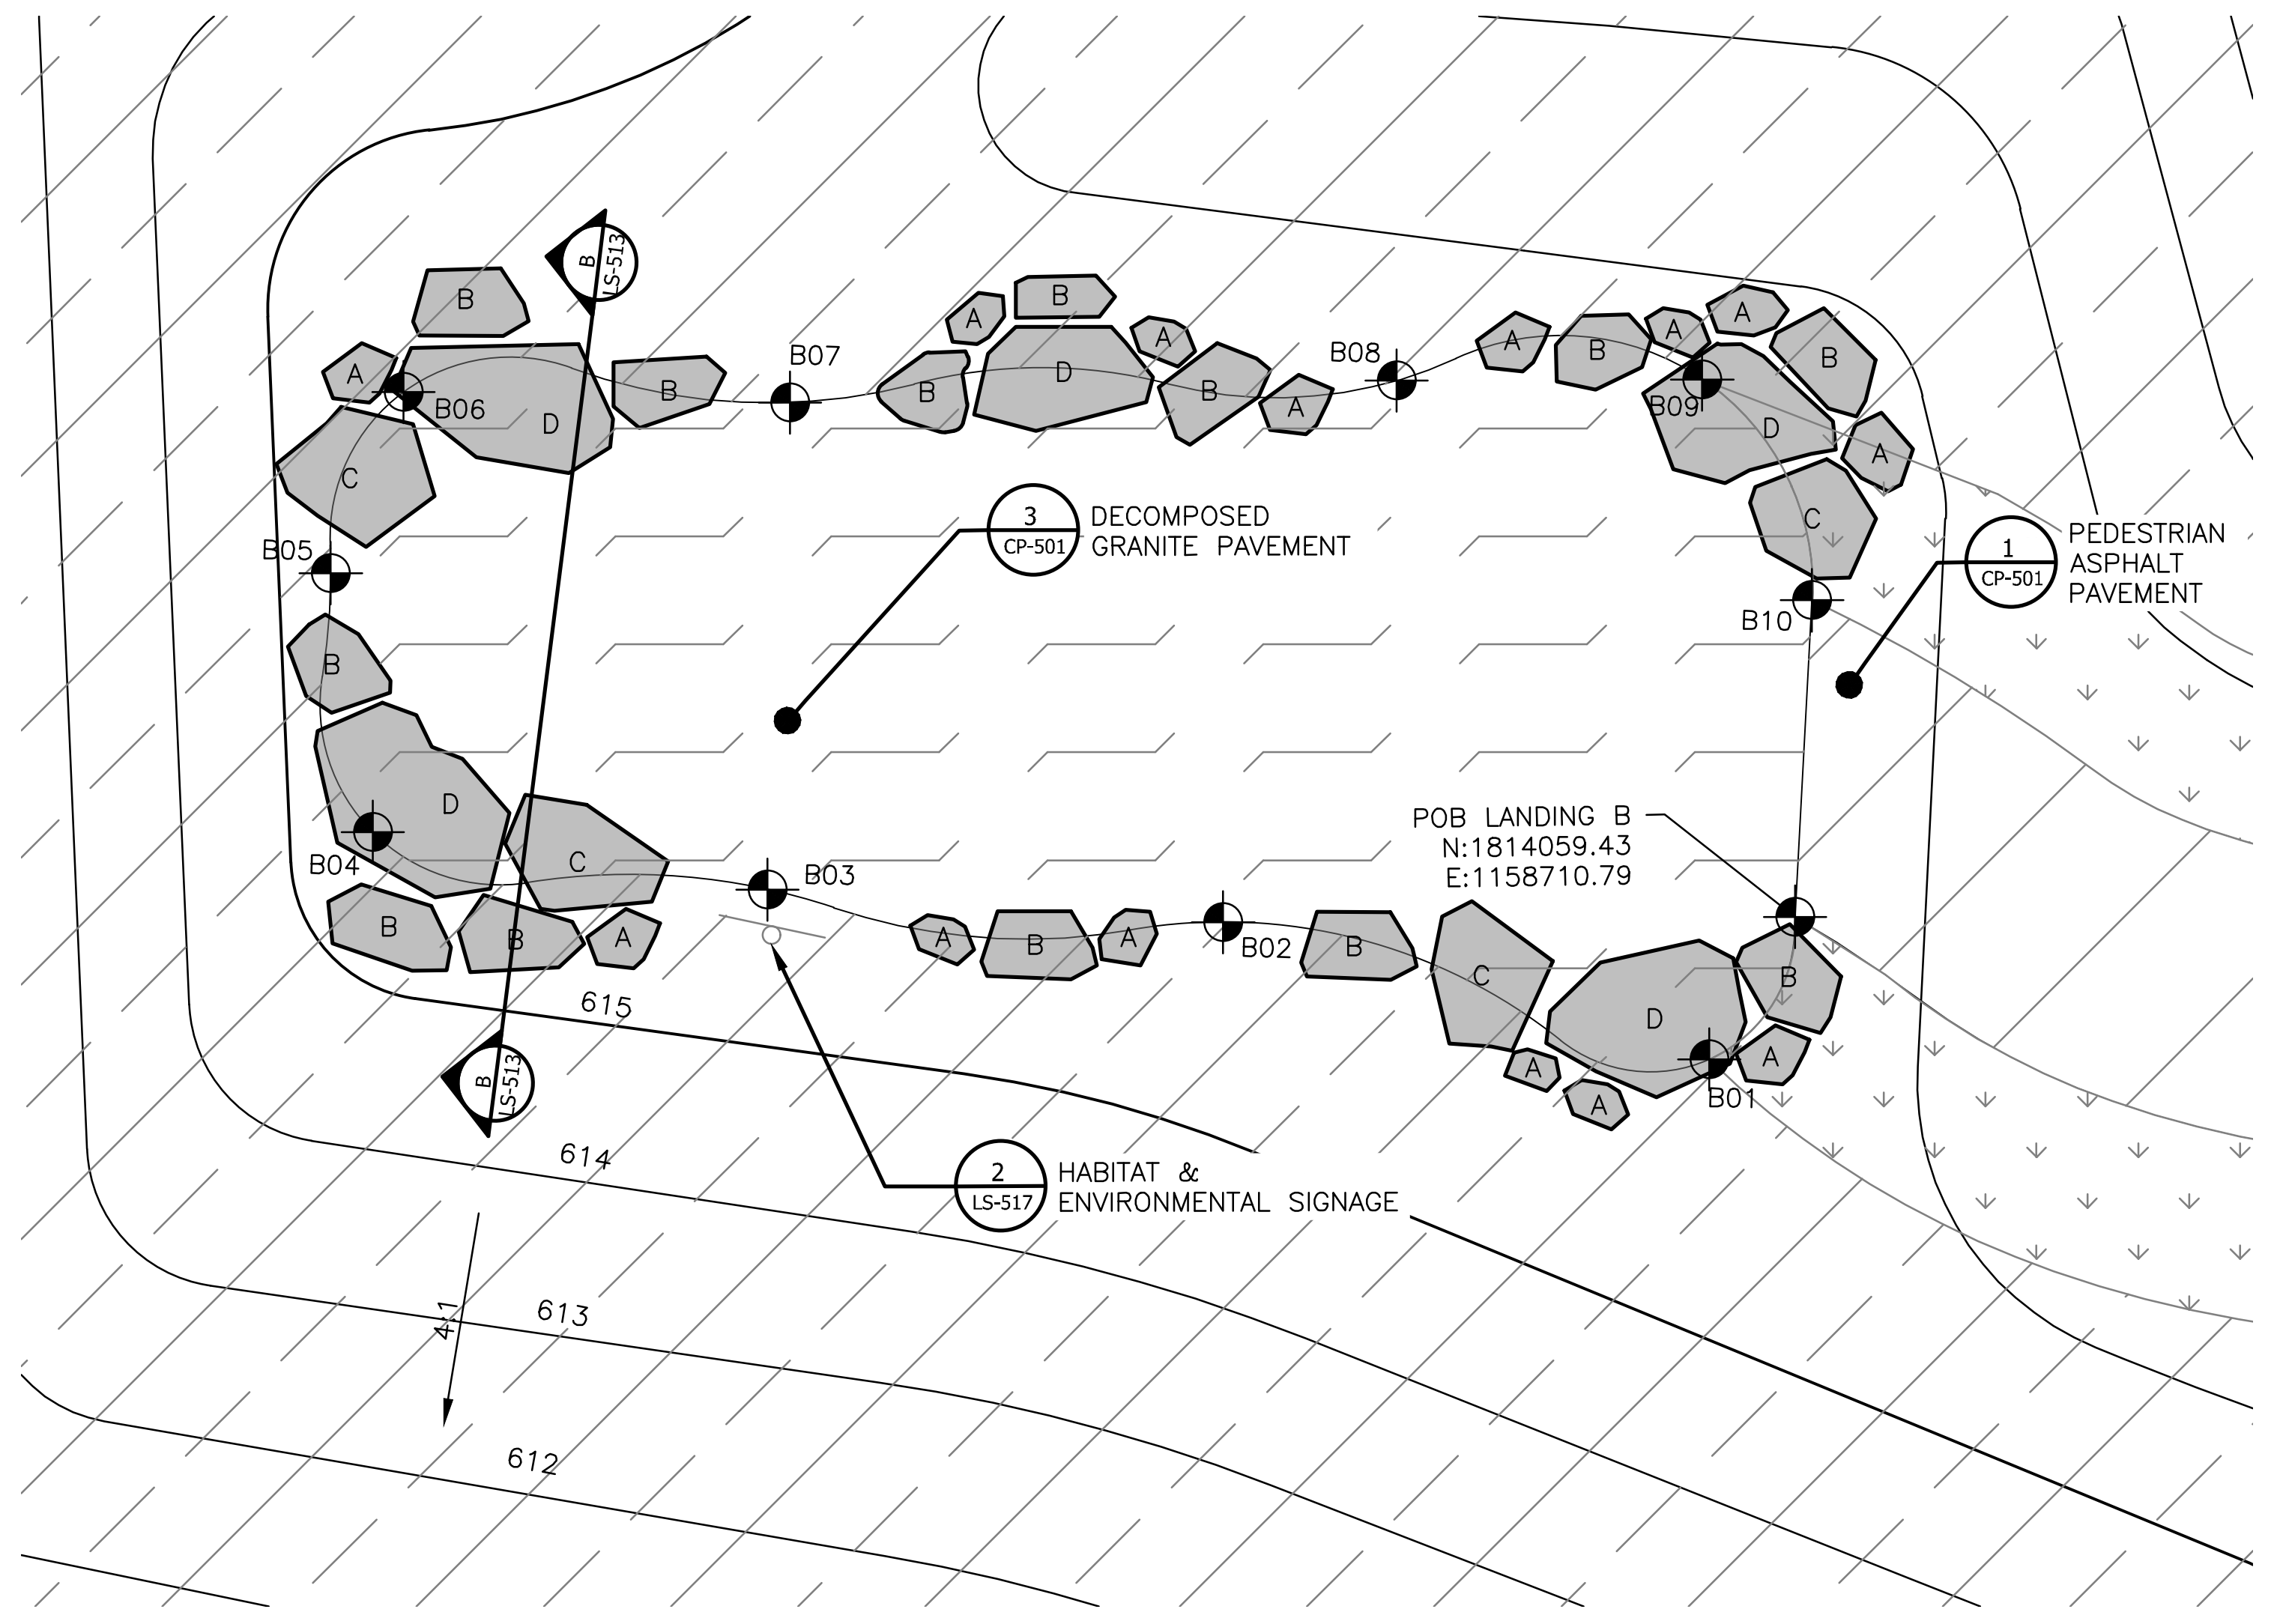 B
LS-513
B
A
B06
D
B
C
B07
A
B
A
B
D
B
A
B08
A
B
A
A
B
B09
D
A
C
B05
3
CP-501
DECOMPOSED
GRANITE PAVEMENT
1
CP-501
PEDESTRIAN
ASPHALT
PAVEMENT
B10
B
D
B04
C
B
B
A
B03
POB LANDING B
N:1814059.43
E:1158710.79
A
B
A
B02
B
C
D
B
A
A
A
B01
615
B
LS-513
614
2
LS-517
HABITAT &
ENVIRONMENTAL SIGNAGE
613
4:1
612